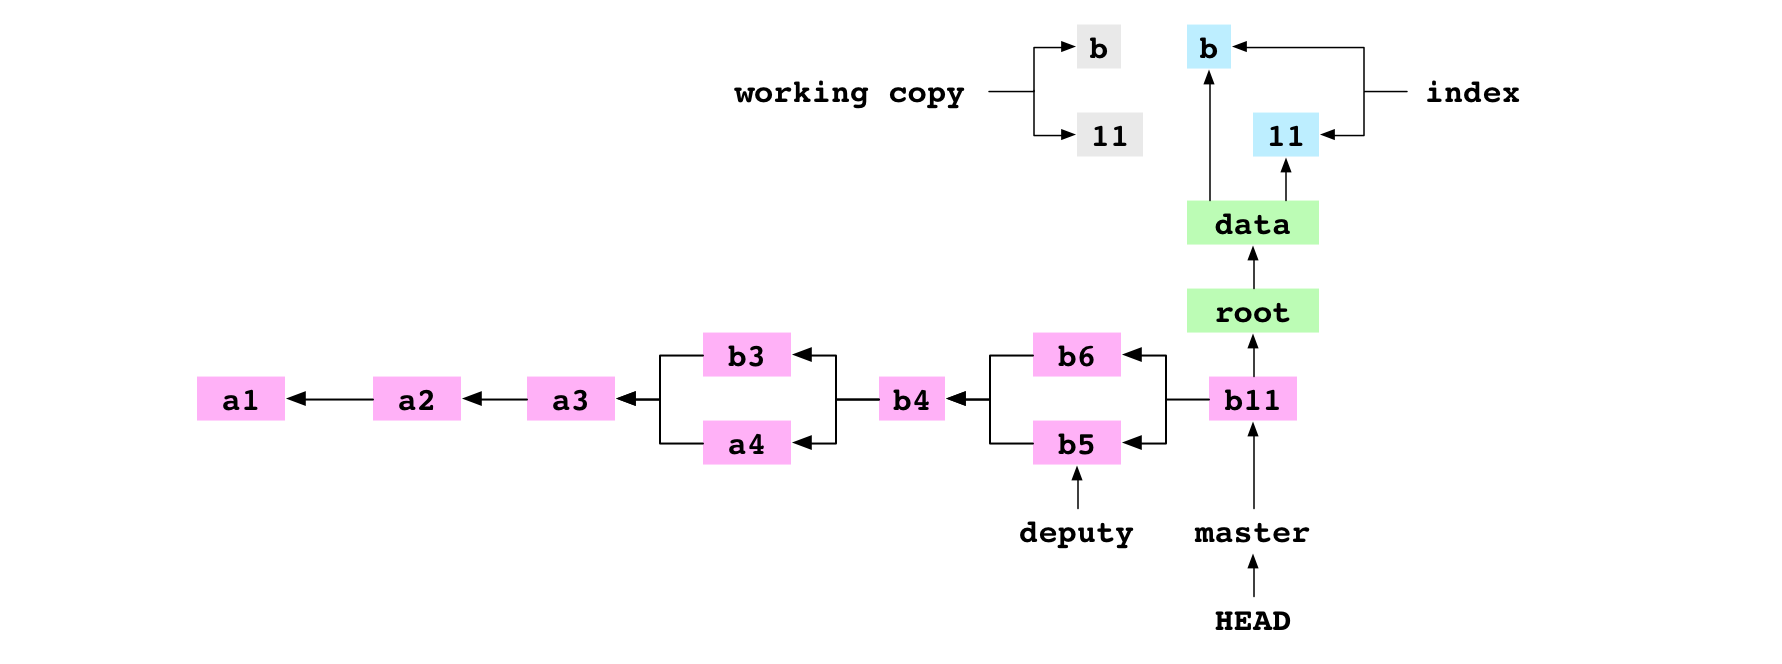 b b
working copy index
11 11
data
root
b3 b6
a1 a2 a3 b4 b11
a4 b5
deputy master
HEAD